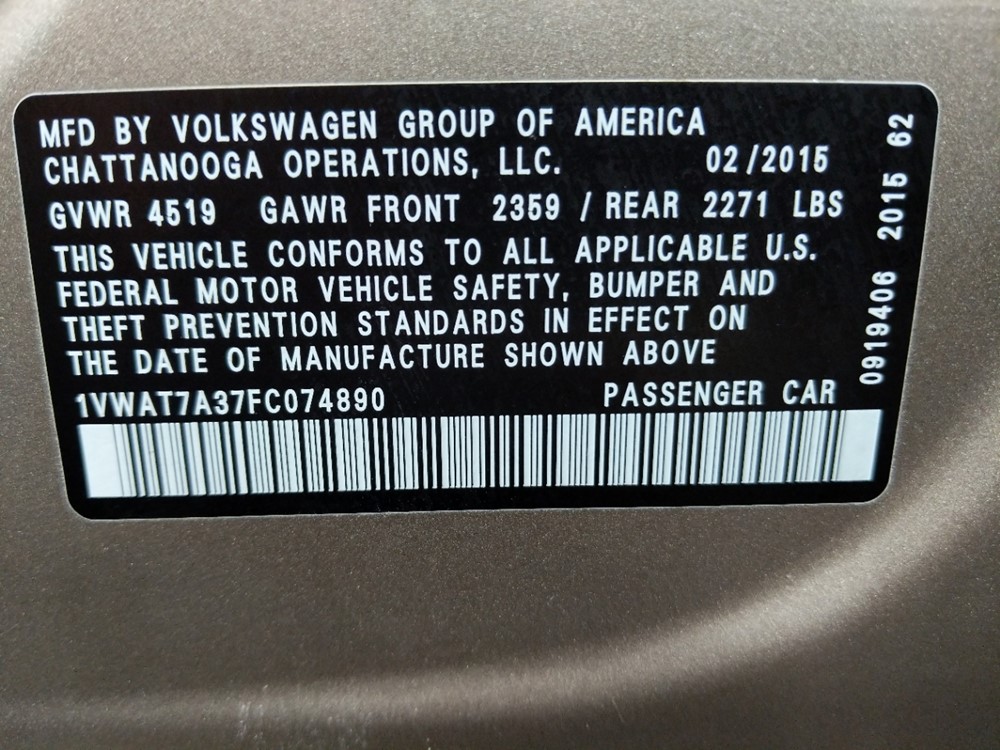 MFD BY VOLKSWAGEN GROUP OF AMERICA
CHATTANOOGA OPERATIONS, LLC. 02/2015
GVWR 4519 GAWR FRONT 2359 / REAR 2271 LBS
THIS VEHICLE CONFORMS TO ALL APPLICABLE U.S.
FEDERAL MOTOR VEHICLE SAFETY, BUMPER AND
THEFT PREVENTION STANDARDS IN EFFECT ON
THE DATE OF MANUFACTURE SHOWN ABOVE
1VWAT7A37FC074890 PASSENGER CAR
0919406 2015 62